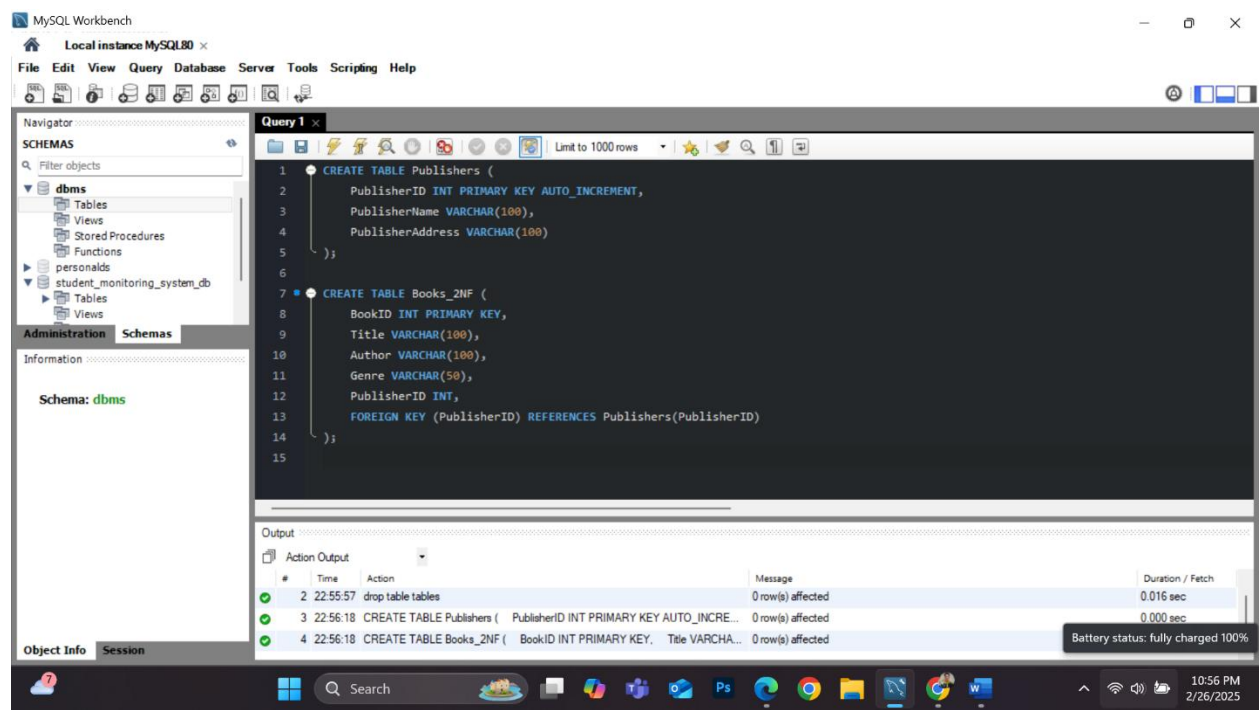 MySQL Workbench
Local instance MySQL80
File Edit View Query Database Server Tools Scripting Help
Navigator
SCHEMAS
Filter objects
dbms
Tables
Views
Stored Procedures
Functions
personalds
student_monitoring_system_db
Tables
Views
Administration Schemas
Information
Schema: dbms
Object Info Session
Query 1
Limit to 1000 rows
1 CREATE TABLE Publishers (
2 PublisherID INT PRIMARY KEY AUTO_INCREMENT,
3 PublisherName VARCHAR(100),
4 PublisherAddress VARCHAR(100)
5 );
6
7 CREATE TABLE Books_2NF (
8 BookID INT PRIMARY KEY,
9 Title VARCHAR(100),
10 Author VARCHAR(100),
11 Genre VARCHAR(50),
12 PublisherID INT,
13 FOREIGN KEY (PublisherID) REFERENCES Publishers(PublisherID)
14 );
15
Output
Action Output
# Time Action Message Duration / Fetch
2 22:55:57 drop table tables 0 row(s) affected 0.016 sec
3 22:56:18 CREATE TABLE Publishers ( PublisherID INT PRIMARY KEY AUTO_INCRE... 0 row(s) affected 0.000 sec
4 22:56:18 CREATE TABLE Books_2NF ( BookID INT PRIMARY KEY, Title VARCHA... 0 row(s) affected
Battery status: fully charged 100%
7
Search
Ps
10:56 PM
2/26/2025